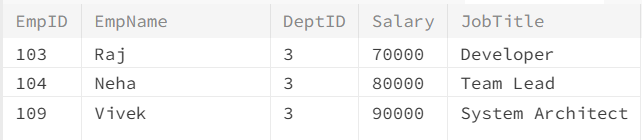 EmpID EmpName DeptID Salary JobTitle
103 Raj 3 70000 Developer
104 Neha 3 80000 Team Lead
109 Vivek 3 90000 System Architect